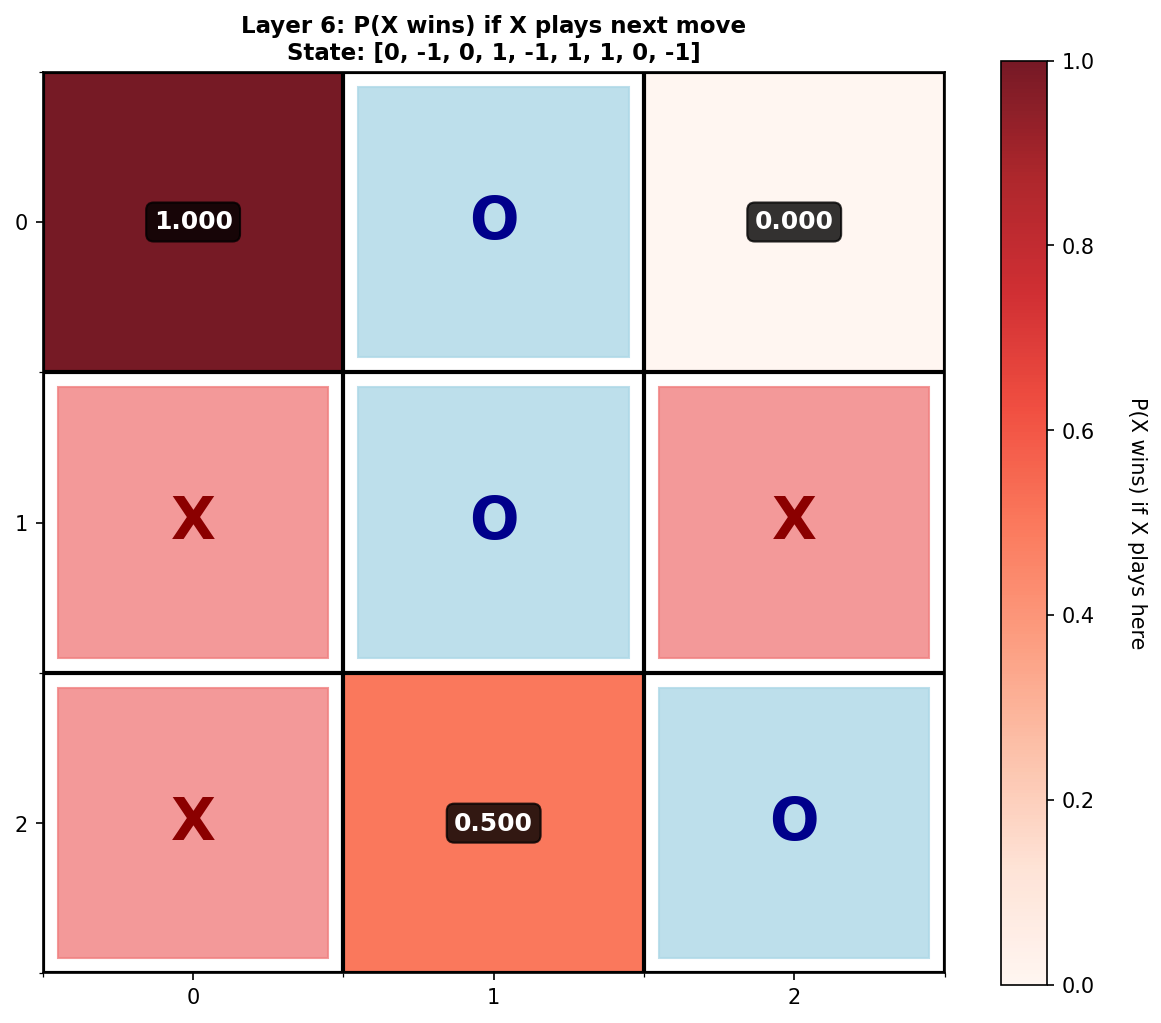 Layer 6: P(X wins) if X plays next move
State: [0, -1, 0, 1, -1, 1, 1, 0, -1]
1.000 O 0.000
X O X
X 0.500 O
0
1
2
0 1 2
1.0
0.8
0.6
0.4
0.2
0.0
P(X wins) if X plays here